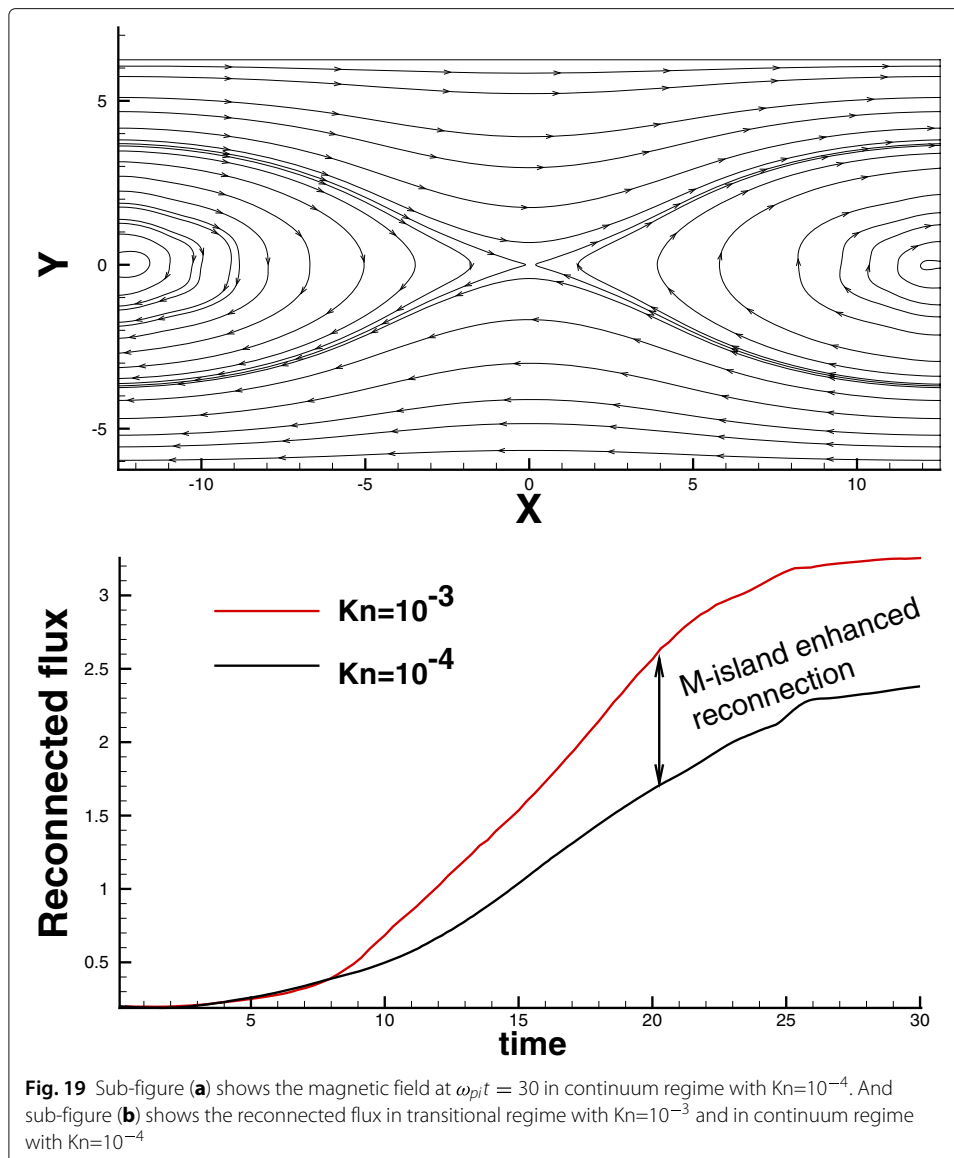 Y
5
0
-5
-10
-5
0
5
10
X
Reconnected flux
3
2.5
2
1.5
1
0.5
Kn=10⁻³
Kn=10⁻⁴
M-island enhanced
reconnection
5
10
15
20
25
30
time
Fig. 19 Sub-figure (a) shows the magnetic field at ωₚᵢt = 30 in continuum regime with Kn=10⁻⁴. And
sub-figure (b) shows the reconnected flux in transitional regime with Kn=10⁻³ and in continuum regime
with Kn=10⁻⁴